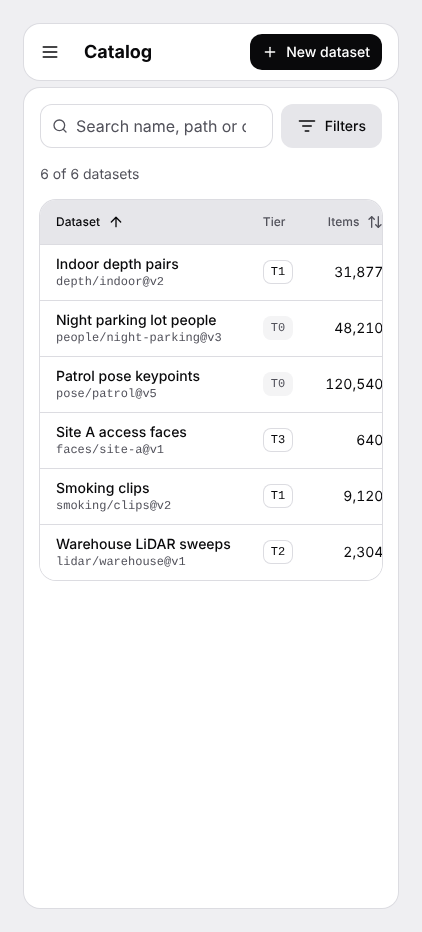 Catalog
New dataset
Search name, path or c
Filters
6 of 6 datasets
Dataset Tier Items
Indoor depth pairs T1 31,877
depth/indoor@v2
Night parking lot people T0 48,210
people/night-parking@v3
Patrol pose keypoints T0 120,540
pose/patrol@v5
Site A access faces T3 640
faces/site-a@v1
Smoking clips T1 9,120
smoking/clips@v2
Warehouse LiDAR sweeps T2 2,304
lidar/warehouse@v1